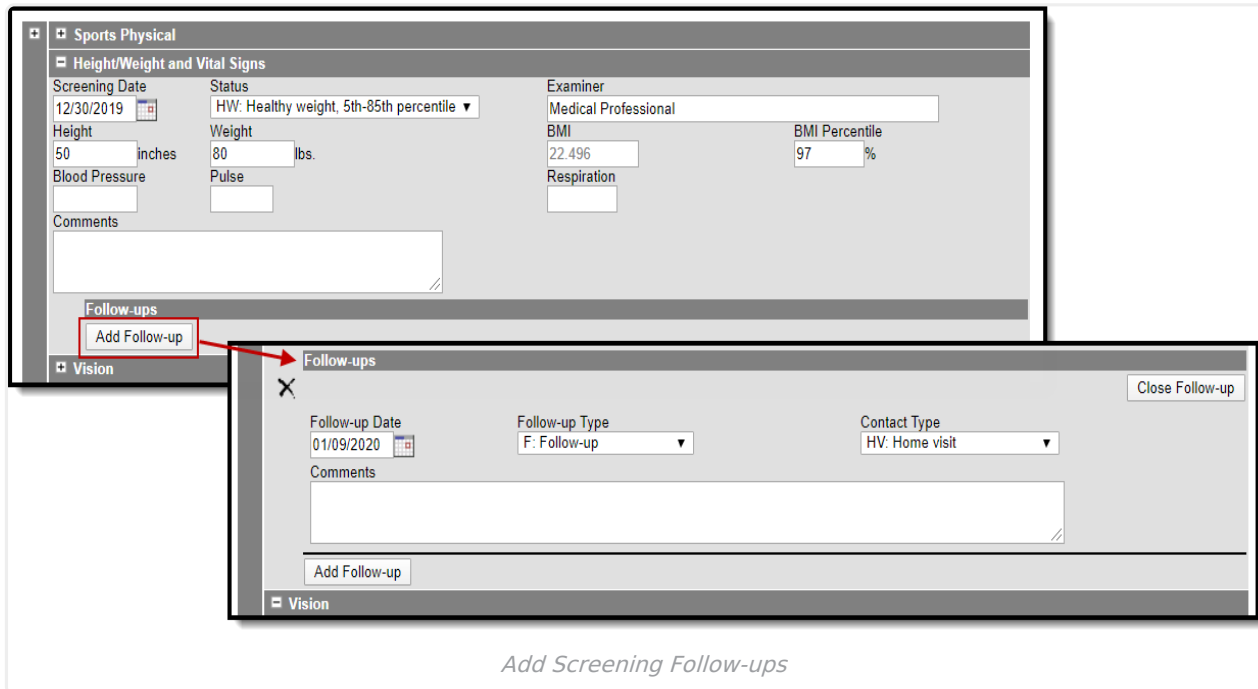 Sports Physical
Height/Weight and Vital Signs
Screening Date Status Examiner
12/30/2019 HW: Healthy weight, 5th-85th percentile Medical Professional
Height Weight BMI BMI Percentile
50 inches 80 lbs. 22.496 97 %
Blood Pressure Pulse Respiration
Comments
Follow-ups
Add Follow-up
Vision
Follow-ups
Close Follow-up
Follow-up Date Follow-up Type Contact Type
01/09/2020 F: Follow-up HV: Home visit
Comments
Add Follow-up
Vision
Add Screening Follow-ups